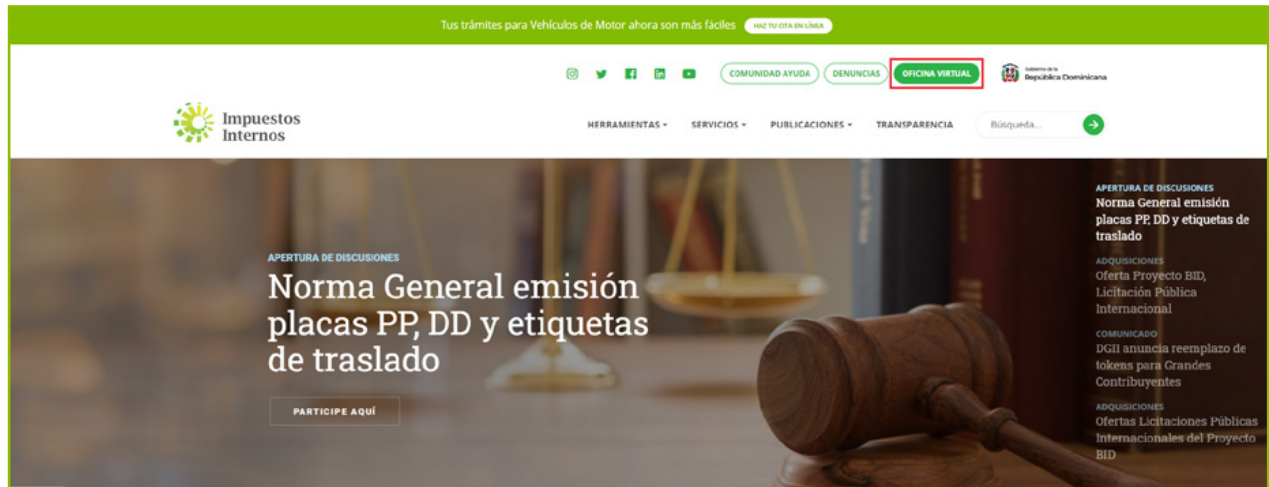 Tus trámites para Vehículos de Motor ahora son más fáciles HAZ TU CITA EN LÍNEA
COMUNIDAD AYUDA DENUNCIAS OFICINA VIRTUAL
Gobierno de la
República Dominicana
Impuestos
Internos
HERRAMIENTAS SERVICIOS PUBLICACIONES TRANSPARENCIA Búsqueda...
APERTURA DE DISCUSIONES
Norma General emisión
placas PP, DD y etiquetas
de traslado
PARTICIPE AQUÍ
APERTURA DE DISCUSIONES
Norma General emisión
placas PP, DD y etiquetas de
traslado
ADQUISICIONES
Oferta Proyecto BID,
Licitación Pública
Internacional
COMUNICADO
DGII anuncia reemplazo de
tokens para Grandes
Contribuyentes
ADQUISICIONES
Ofertas Licitaciones Públicas
Internacionales del Proyecto
BID